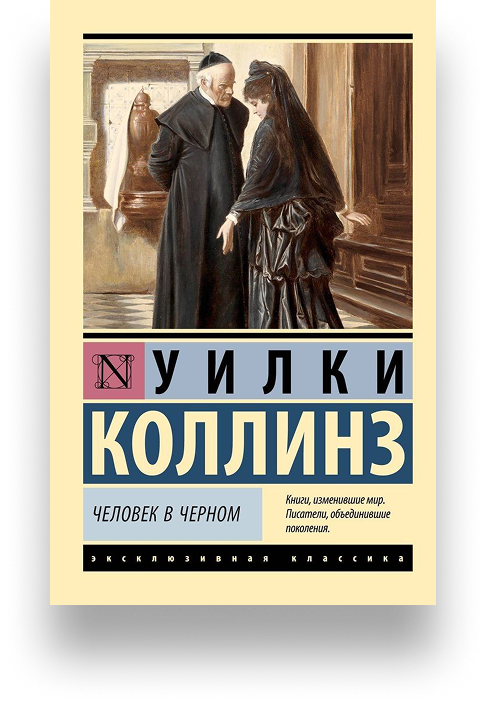 N
УИЛКИ
КОЛЛИНЗ
ЧЕЛОВЕК В ЧЕРНОМ
Книги, изменившие мир.
Писатели, объединившие
поколения.
эксклюзивная классика